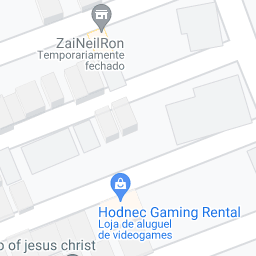 ZaiNeilRon
Temporariamente
fechado
Hodnec Gaming Rental
Loja de aluguel
de videogames
of jesus christ